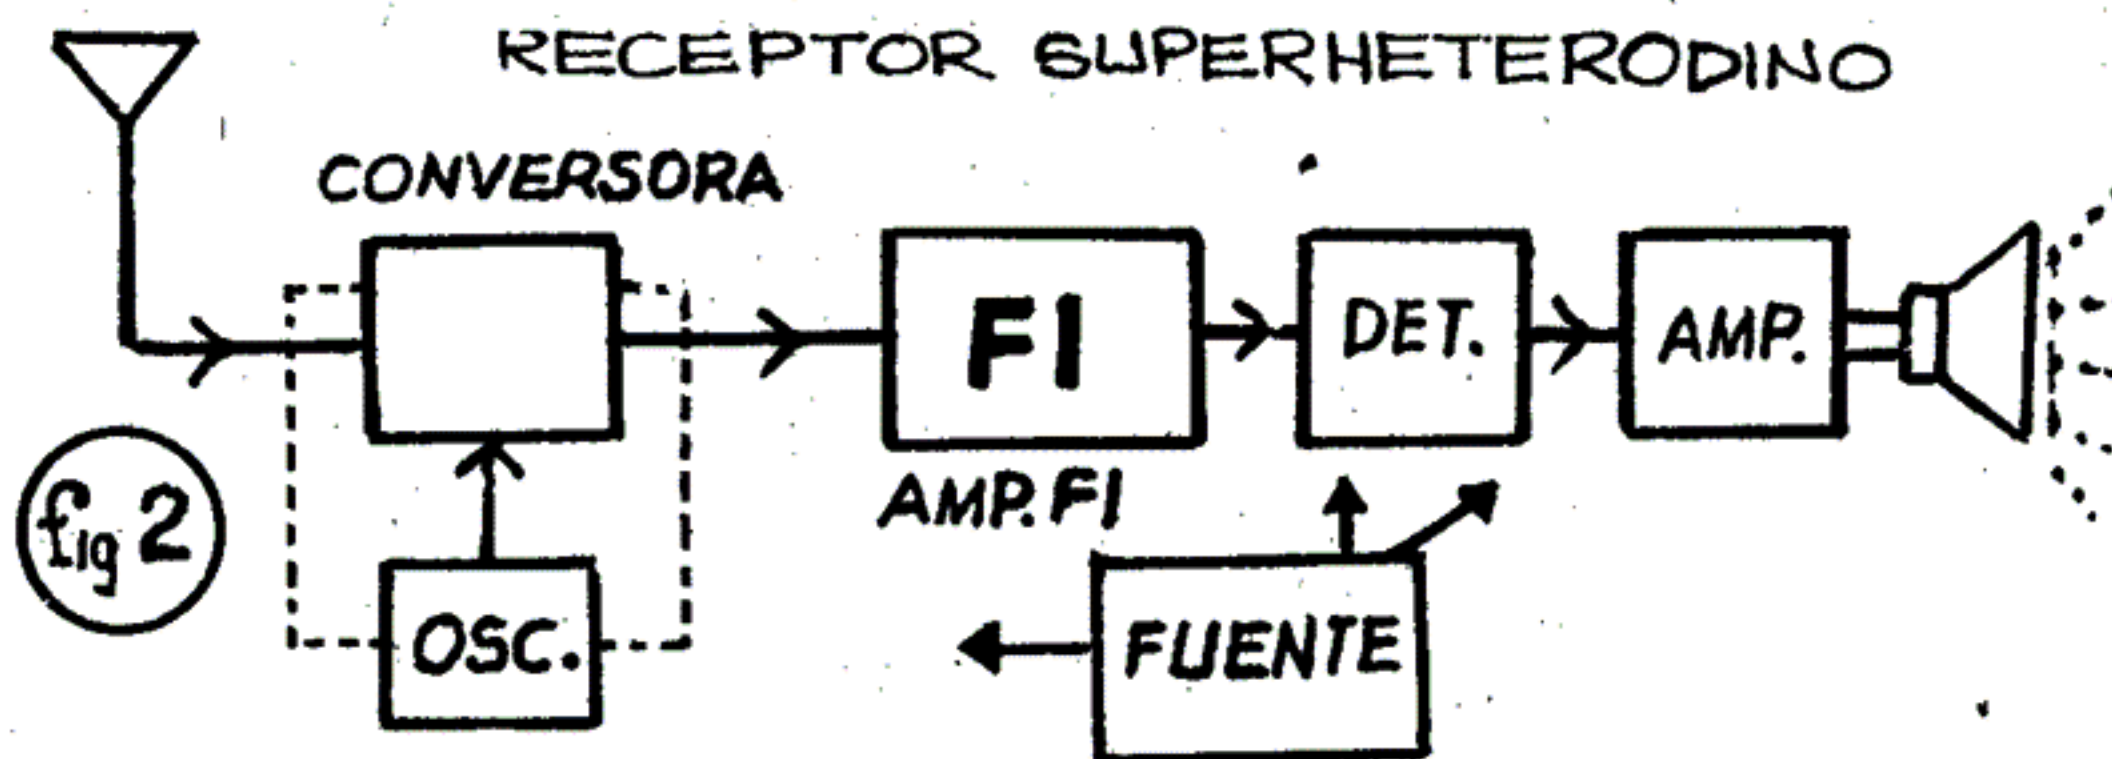 RECEPTOR SUPERHETERODINO
CONVERSORA
FI
DET.
AMP.
AMP. FI
fig 2
OSC.
FUENTE